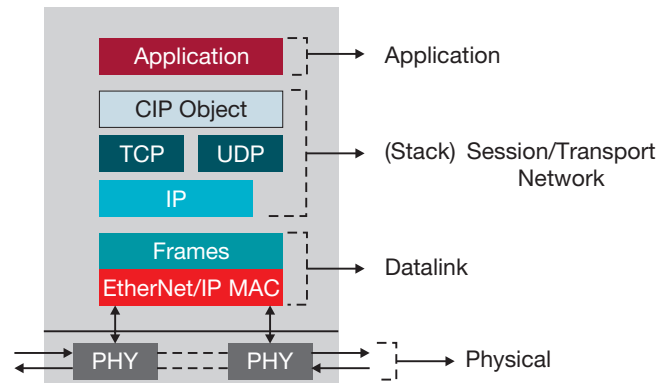 Application
Application
CIP Object
TCP
UDP
(Stack) Session/Transport
Network
IP
Frames
Datalink
EtherNet/IP MAC
PHY
PHY
Physical